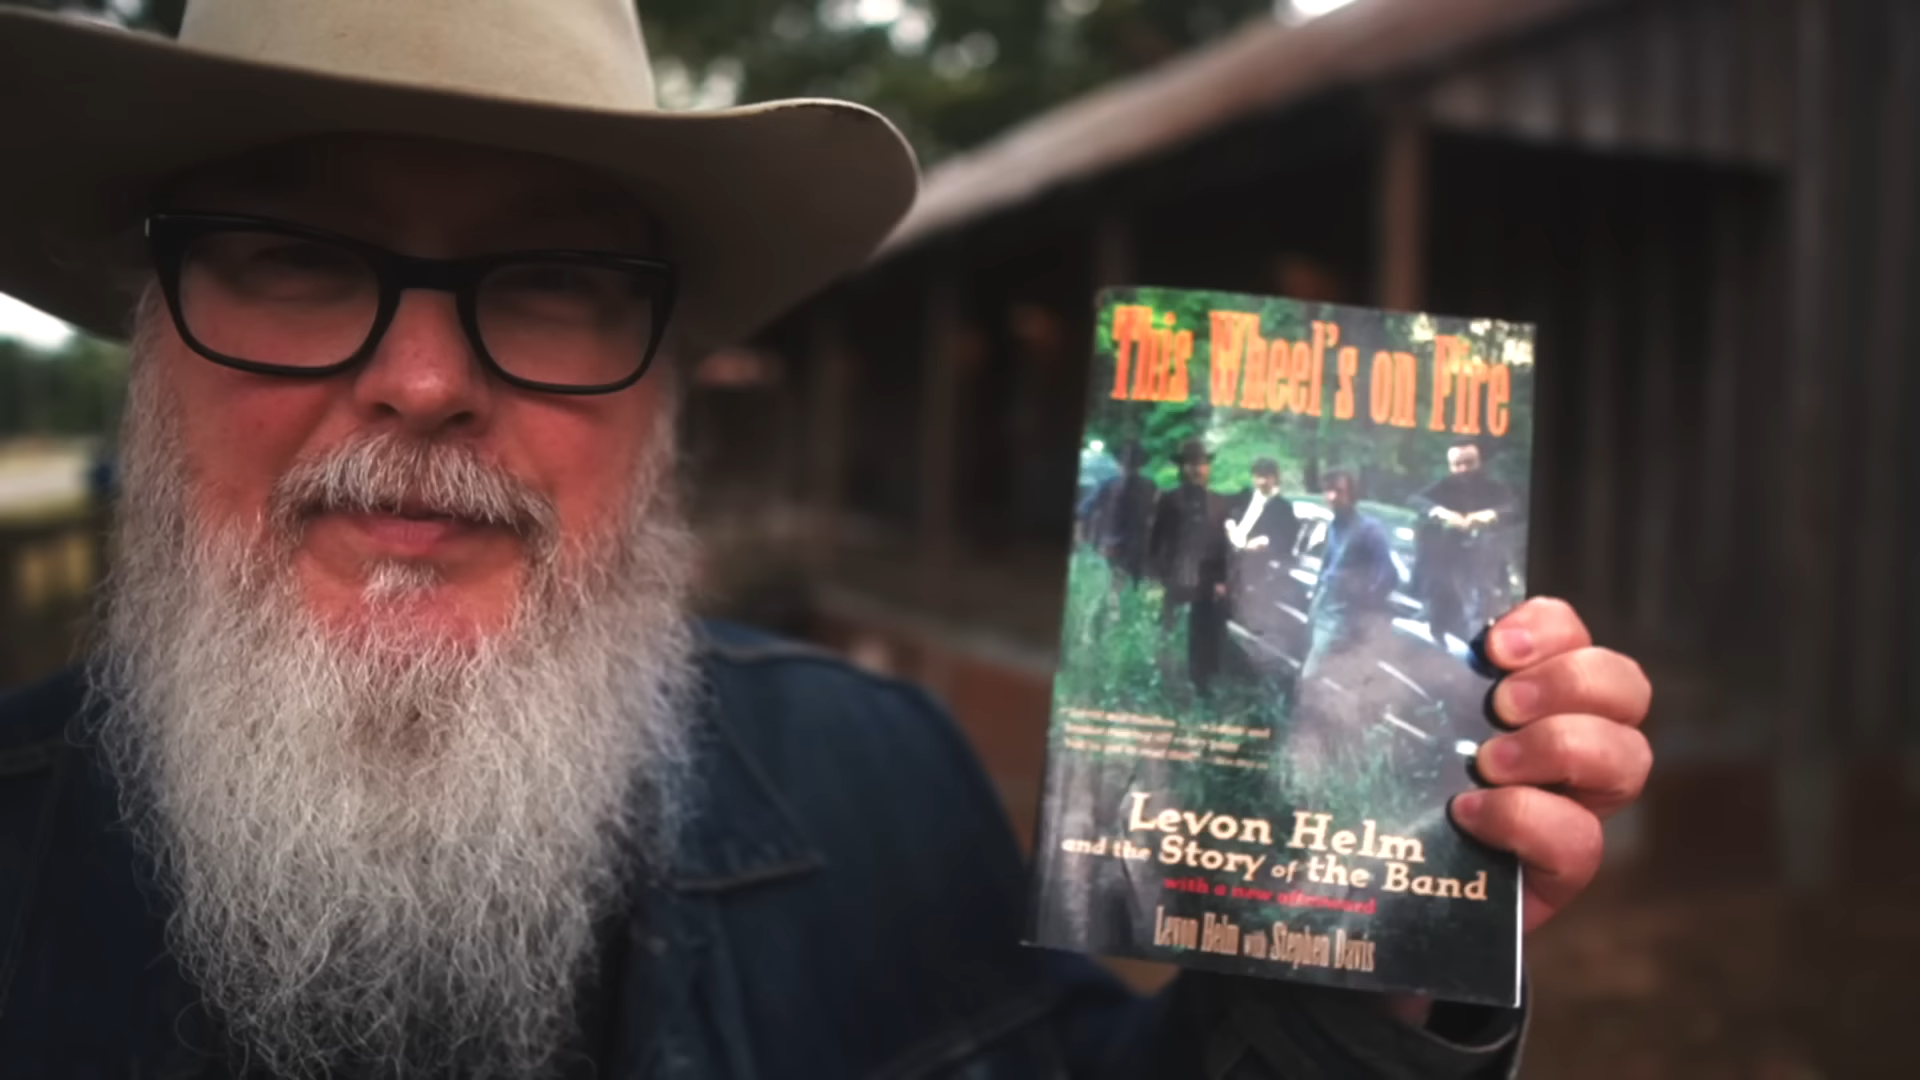 This Wheel's on Fire
Levon Helm
and the Story of the Band
with a new afterword
Levon Helm with Stephen Davis